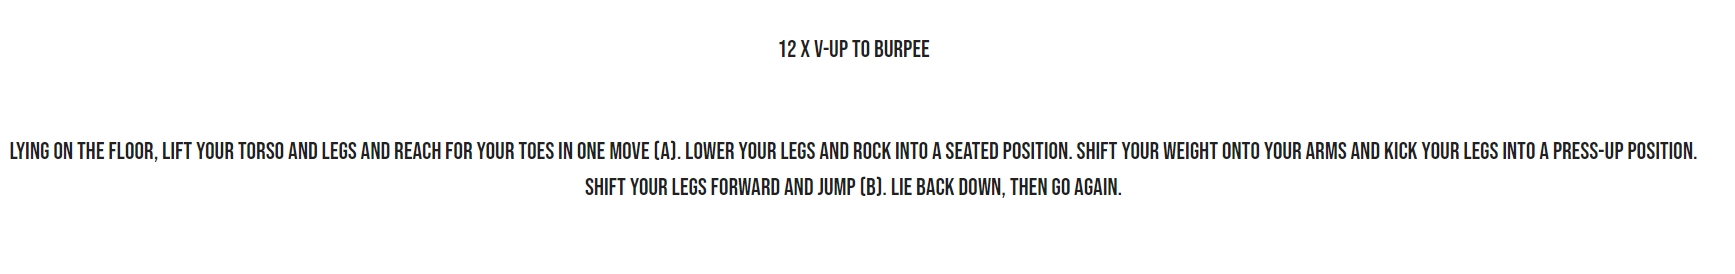 12 X V-UP TO BURPEE
LYING ON THE FLOOR, LIFT YOUR TORSO AND LEGS AND REACH FOR YOUR TOES IN ONE MOVE (A). LOWER YOUR LEGS AND ROCK INTO A SEATED POSITION. SHIFT YOUR WEIGHT ONTO YOUR ARMS AND KICK YOUR LEGS INTO A PRESS-UP POSITION.
SHIFT YOUR LEGS FORWARD AND JUMP (B). LIE BACK DOWN, THEN GO AGAIN.